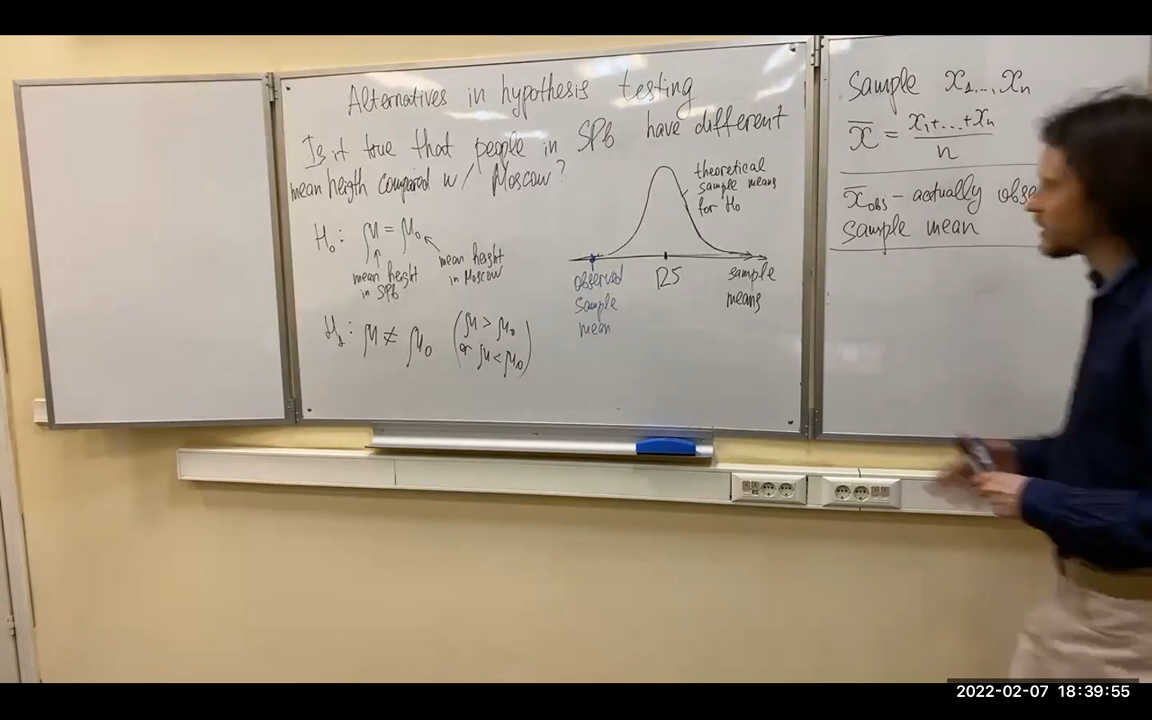 Alternatives in hypothesis testing
Is it true that people in SPb have different
mean heigth compared w/ Moscow?
H₀: μ = μ₀
mean height
in SPb
mean height
in Moscow
H₁: μ ≠ μ₀ (μ > μ₀
or μ < μ₀)
theoretical
sample means
for H₀
observed
sample
mean
125
sample
means
Sample x₁..., xₙ
x̄ = x₁+...+xₙ
n
x̄obs - actually obse
sample mean
2022-02-07 18:39:55